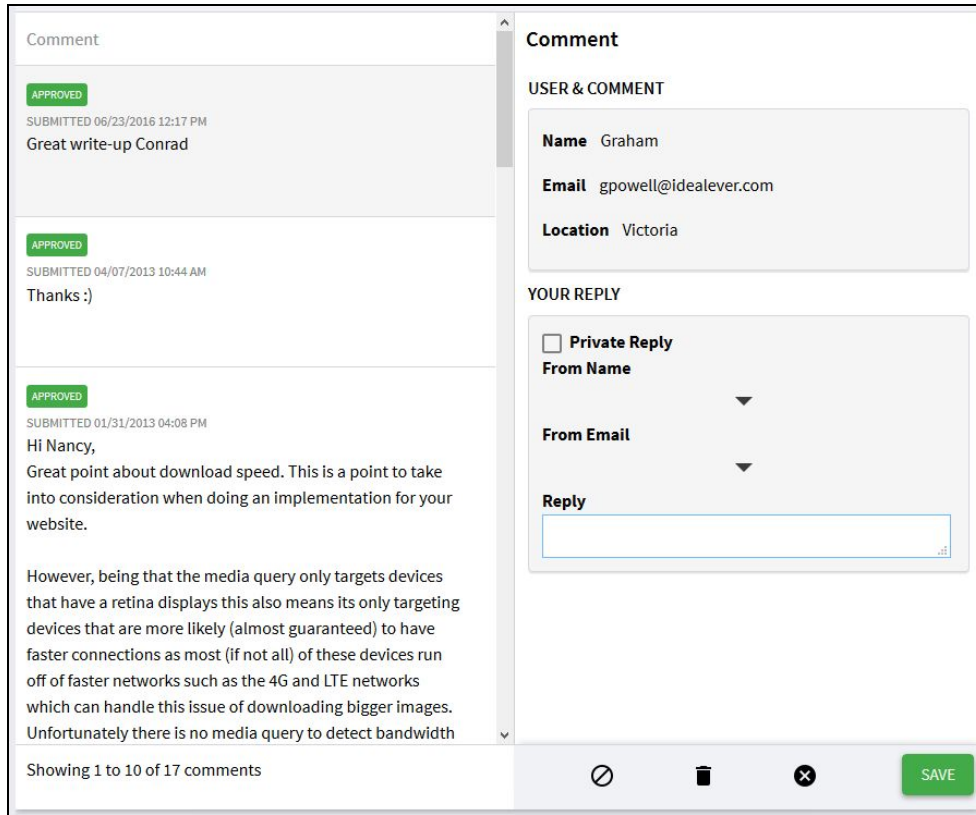 Comment
APPROVED
SUBMITTED 06/23/2016 12:17 PM
Great write-up Conrad
APPROVED
SUBMITTED 04/07/2013 10:44 AM
Thanks :)
APPROVED
SUBMITTED 01/31/2013 04:08 PM
Hi Nancy,
Great point about download speed. This is a point to take
into consideration when doing an implementation for your
website.
However, being that the media query only targets devices
that have a retina displays this also means its only targeting
devices that are more likely (almost guaranteed) to have
faster connections as most (if not all) of these devices run
off of faster networks such as the 4G and LTE networks
which can handle this issue of downloading bigger images.
Unfortunately there is no media query to detect bandwidth
Showing 1 to 10 of 17 comments
Comment
USER & COMMENT
Name Graham
Email gpowell@idealever.com
Location Victoria
YOUR REPLY
Private Reply
From Name
From Email
Reply
SAVE